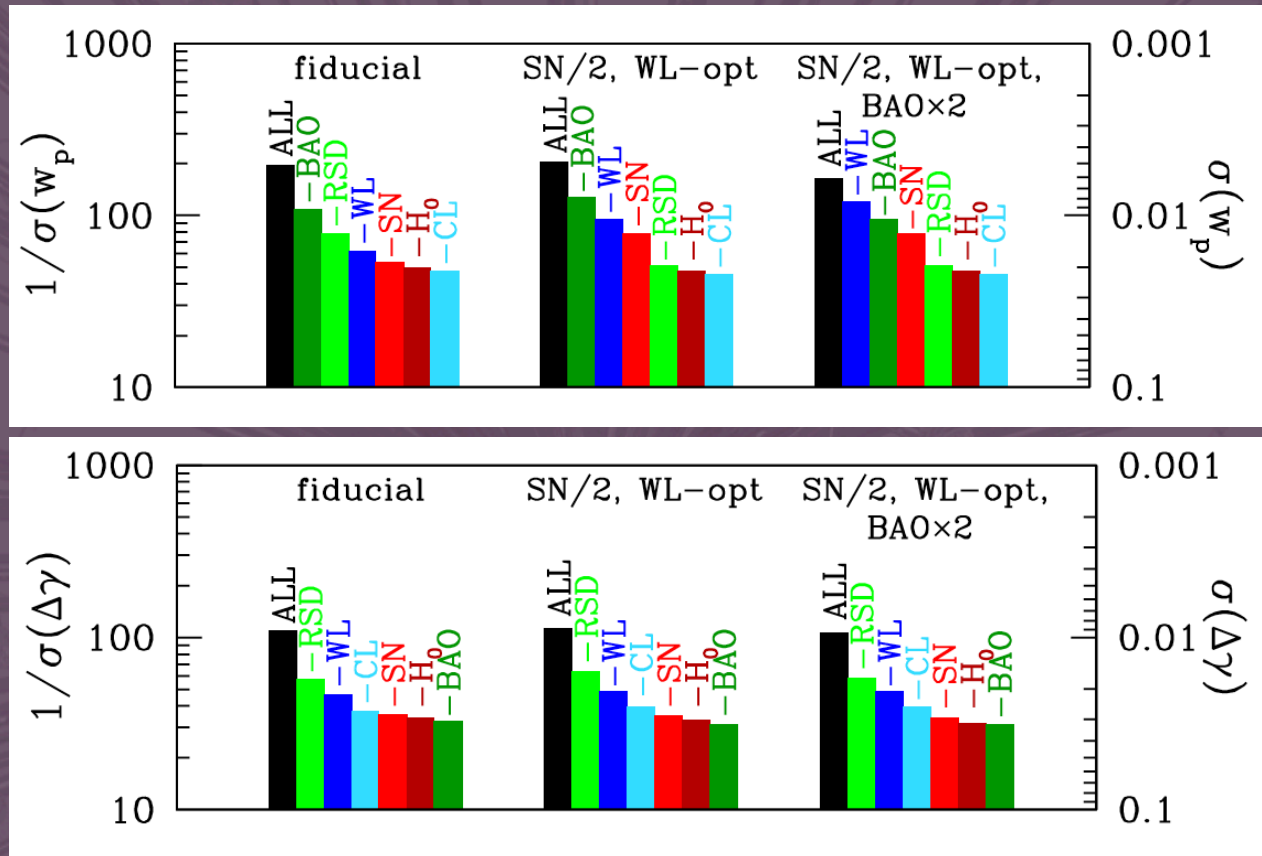 1000
100
10
1/σ(w_p)
fiducial
SN/2, WL-opt
SN/2, WL-opt,
BAO×2
ALL
-BAO
-RSD
-WL
-SN
-H₀
-CL
ALL
-BAO
-WL
-SN
-RSD
-H₀
-CL
ALL
-WL
-BAO
-SN
-RSD
-H₀
-CL
0.001
0.01
0.1
σ(w_p)
1000
100
10
1/σ(Δγ)
fiducial
SN/2, WL-opt
SN/2, WL-opt,
BAO×2
ALL
-RSD
-WL
-CL
-SN
-H₀
-BAO
ALL
-RSD
-WL
-CL
-SN
-H₀
-BAO
ALL
-RSD
-WL
-CL
-SN
-H₀
-BAO
0.001
0.01
0.1
σ(Δγ)